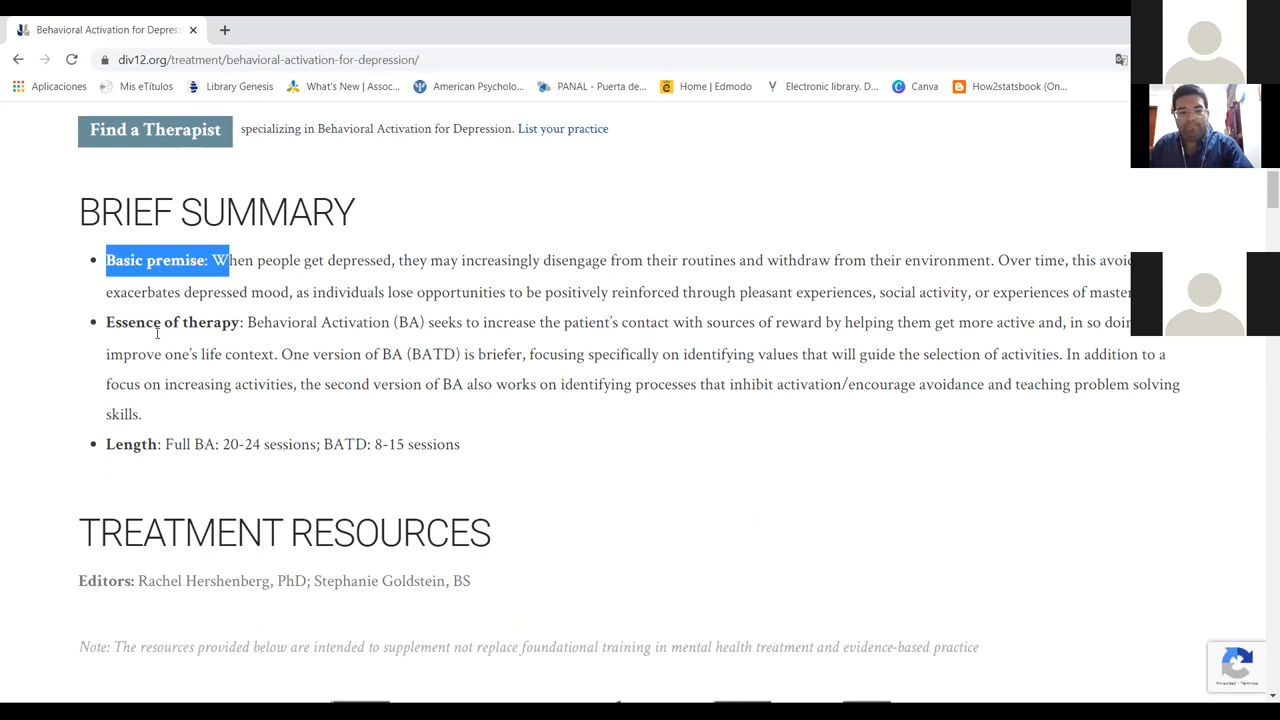 Behavioral Activation for Depres
div12.org/treatment/behavioral-activation-for-depression/
Aplicaciones Mis eTítulos Library Genesis What's New | Assoc... American Psycholo... PANAL - Puerta de... Home | Edmodo Electronic library. D... Canva How2statsbook (On...
Find a Therapist specializing in Behavioral Activation for Depression. List your practice
BRIEF SUMMARY
Basic premise: When people get depressed, they may increasingly disengage from their routines and withdraw from their environment. Over time, this avoid
exacerbates depressed mood, as individuals lose opportunities to be positively reinforced through pleasant experiences, social activity, or experiences of master
Essence of therapy: Behavioral Activation (BA) seeks to increase the patient's contact with sources of reward by helping them get more active and, in so doin
improve one's life context. One version of BA (BATD) is briefer, focusing specifically on identifying values that will guide the selection of activities. In addition to a
focus on increasing activities, the second version of BA also works on identifying processes that inhibit activation/encourage avoidance and teaching problem solving
skills.
Length: Full BA: 20-24 sessions; BATD: 8-15 sessions
TREATMENT RESOURCES
Editors: Rachel Hershenberg, PhD; Stephanie Goldstein, BS
Note: The resources provided below are intended to supplement not replace foundational training in mental health treatment and evidence-based practice
Privacidad - Términos